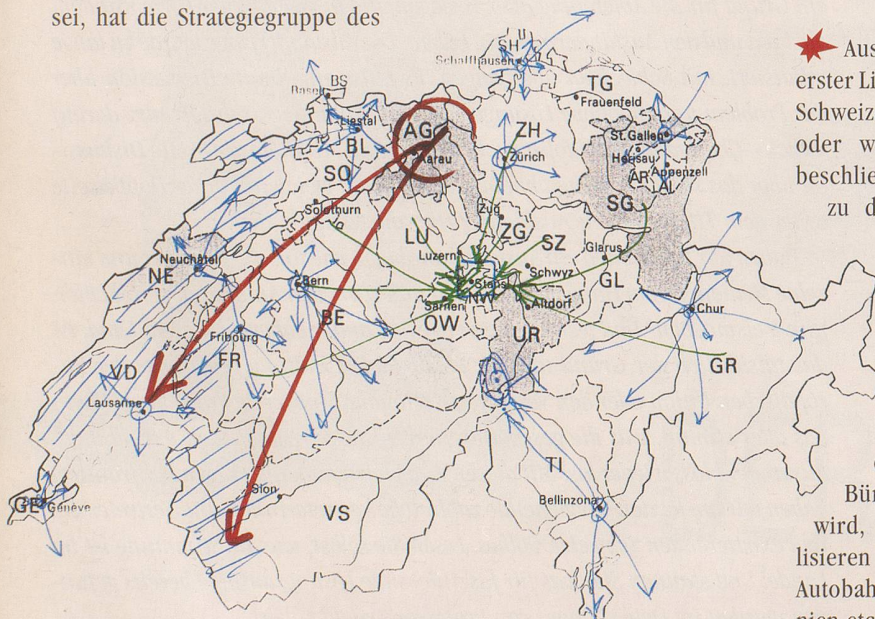 sei, hat die Strategiegruppe des
Aus
erster Li
Schweiz
oder w
beschlie
zu d
SH
Schaffhausen
BS
Basel
TG
Frauenfeld
Liestal
BL
AG
Aarau
ZH
Zürich
St.Gallen
Herisau
AR
Appenzell
AI
SO
Solothurn
SG
Zug
ZG
LU
Luzern
SZ
Schwyz
Glarus
GL
Neuchâtel
NE
Bern
BE
Stans
NW
Sarnen
OW
Altdorf
UR
Chur
GR
Fribourg
FR
VD
Lausanne
TI
Bellinzona
Sion
VS
GE
Genève
Bür
wird,
lisieren
Autobah
nien etc